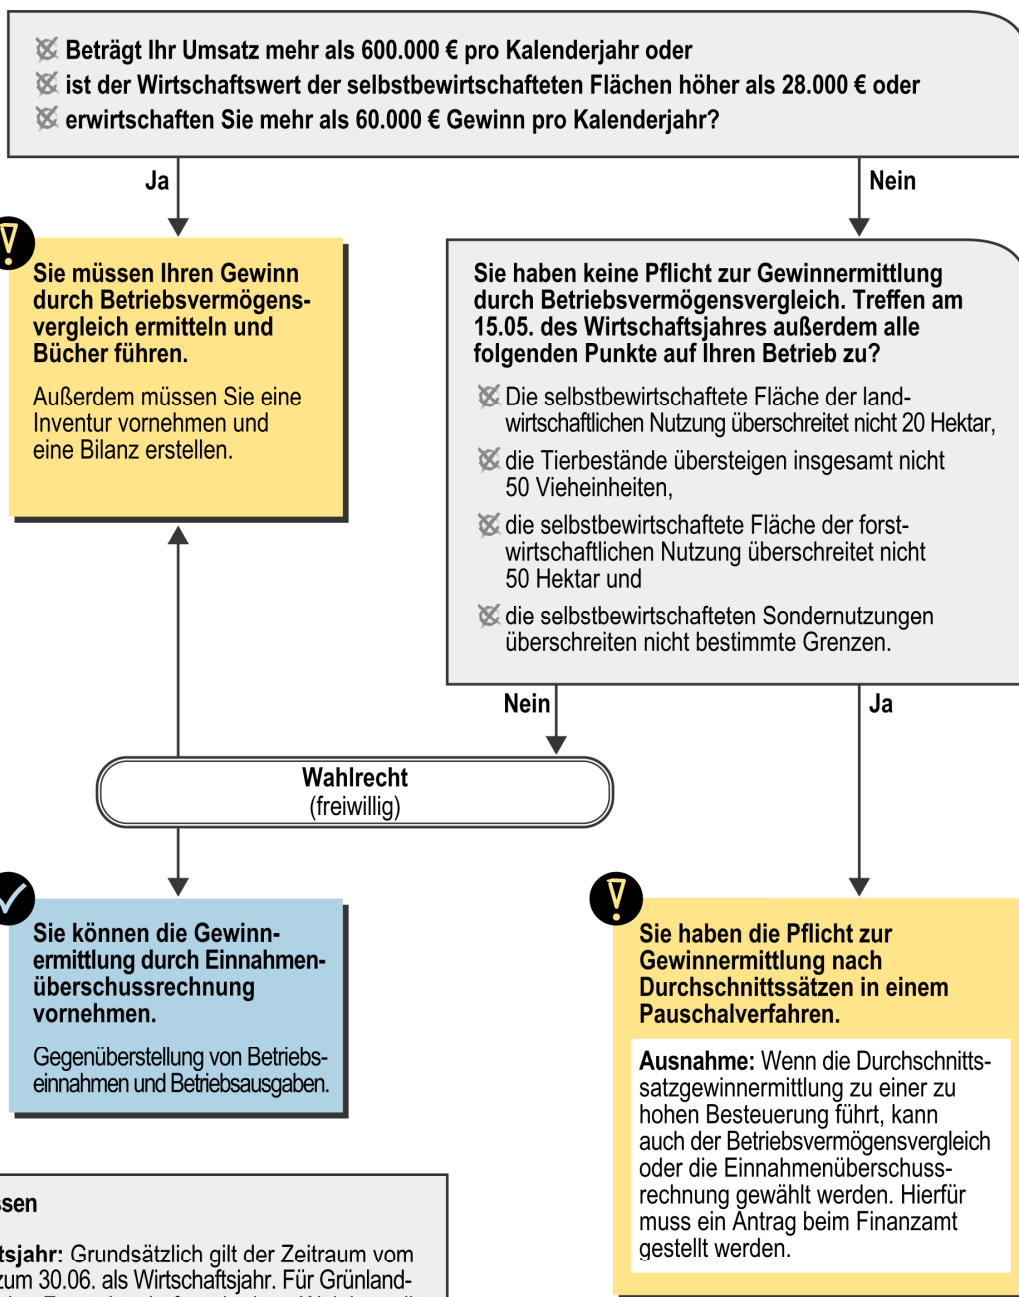 Beträgt Ihr Umsatz mehr als 600.000 € pro Kalenderjahr oder
ist der Wirtschaftswert der selbstbewirtschafteten Flächen höher als 28.000 € oder
erwirtschaften Sie mehr als 60.000 € Gewinn pro Kalenderjahr?
Ja
Nein
Sie müssen Ihren Gewinn
durch Betriebsvermögens-
vergleich ermitteln und
Bücher führen.
Außerdem müssen Sie eine
Inventur vornehmen und
eine Bilanz erstellen.
Sie haben keine Pflicht zur Gewinnermittlung
durch Betriebsvermögensvergleich. Treffen am
15.05. des Wirtschaftsjahres außerdem alle
folgenden Punkte auf Ihren Betrieb zu?
Die selbstbewirtschaftete Fläche der land-
wirtschaftlichen Nutzung überschreitet nicht 20 Hektar,
die Tierbestände übersteigen insgesamt nicht
50 Vieheinheiten,
die selbstbewirtschaftete Fläche der forst-
wirtschaftlichen Nutzung überschreitet nicht
50 Hektar und
die selbstbewirtschafteten Sondernutzungen
überschreiten nicht bestimmte Grenzen.
Nein
Ja
Wahlrecht
(freiwillig)
Sie können die Gewinn-
ermittlung durch Einnahmen-
überschussrechnung
vornehmen.
Gegenüberstellung von Betriebs-
einnahmen und Betriebsausgaben.
Sie haben die Pflicht zur
Gewinnermittlung nach
Durchschnittssätzen in einem
Pauschalverfahren.
Ausnahme: Wenn die Durchschnitts-
satzgewinnermittlung zu einer zu
hohen Besteuerung führt, kann
auch der Betriebsvermögensvergleich
oder die Einnahmenüberschuss-
rechnung gewählt werden. Hierfür
muss ein Antrag beim Finanzamt
gestellt werden.
ssen
tsjahr: Grundsätzlich gilt der Zeitraum vom
zum 30.06. als Wirtschaftsjahr. Für Grünland-